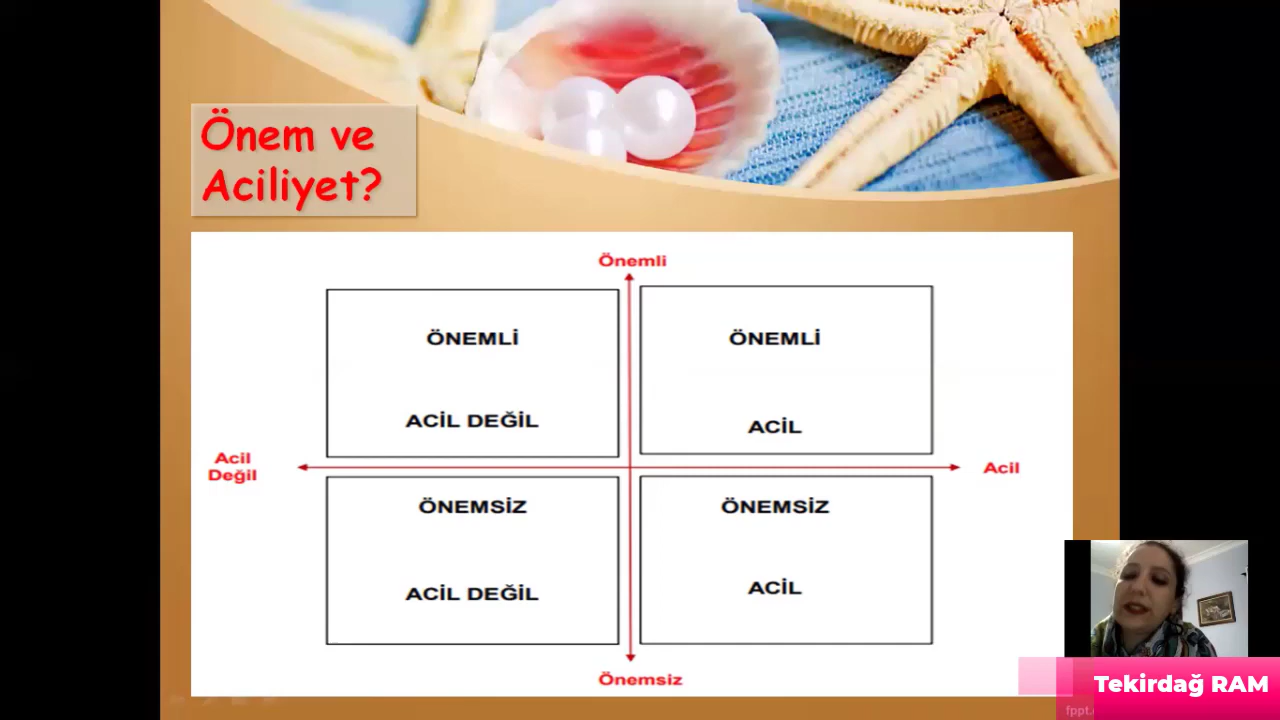 Önem ve
Aciliyet?
Önemli
ÖNEMLİ
ÖNEMLİ
ACİL DEĞİL
ACİL
Acil
Değil
Acil
ÖNEMSİZ
ÖNEMSİZ
ACİL DEĞİL
ACİL
Önemsiz
Tekirdağ RAM
fppt.